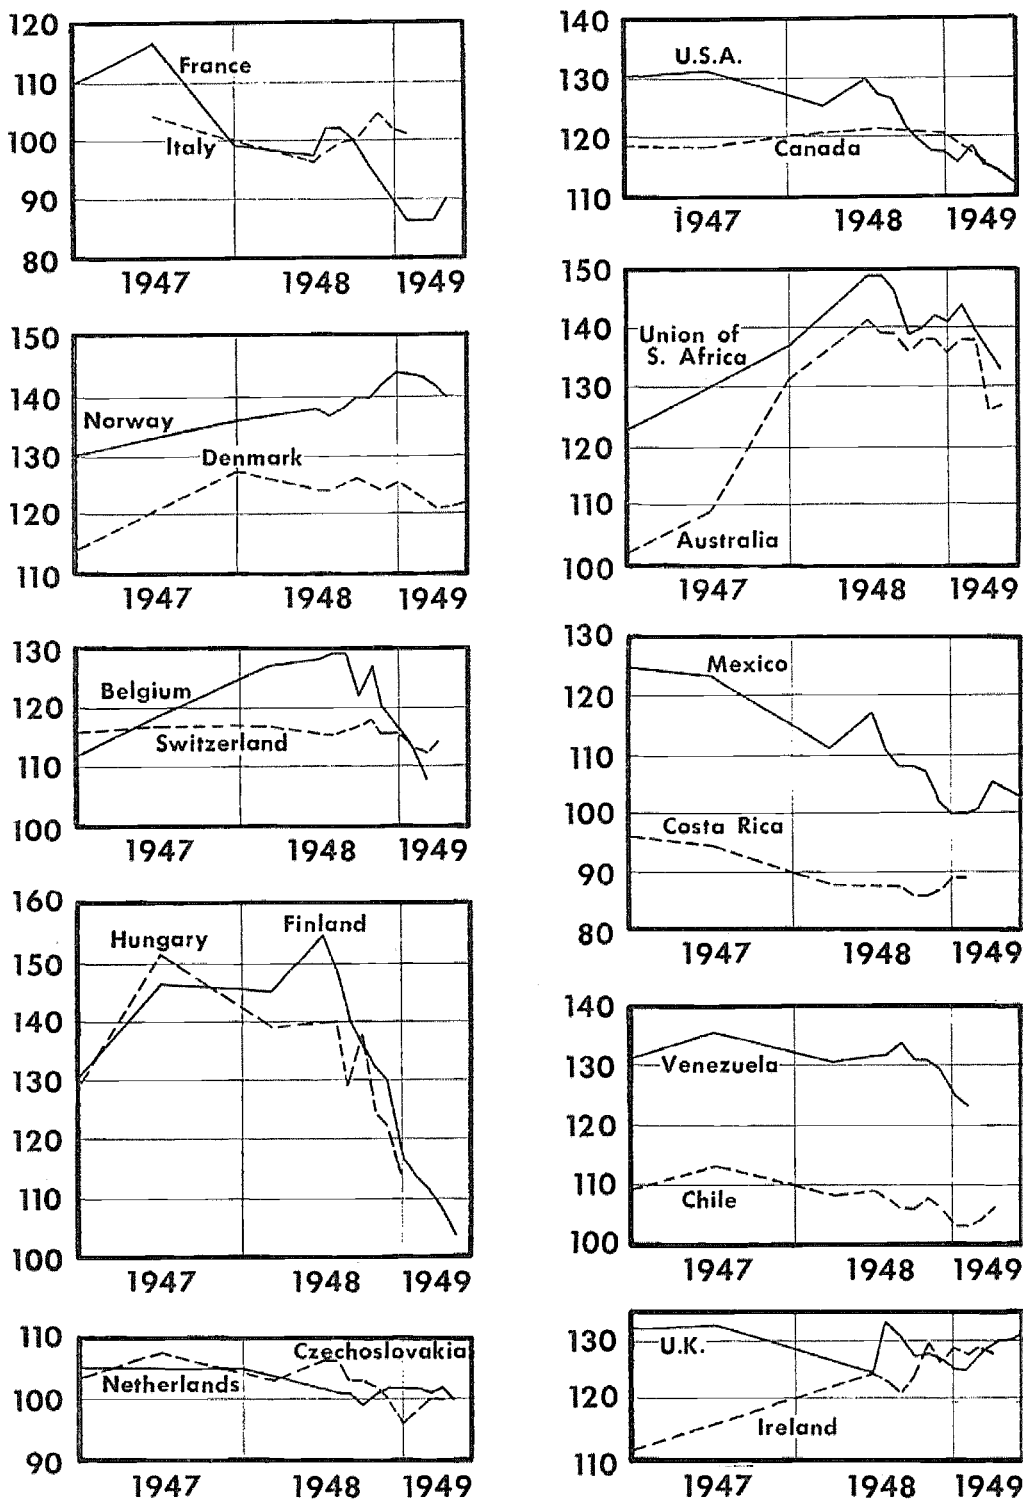 120
110
100
90
80
France
Italy
1947 1948 1949
150
140
130
120
110
Norway
Denmark
1947 1948 1949
130
120
110
100
Belgium
Switzerland
1947 1948 1949
160
150
140
130
120
110
100
Hungary
Finland
1947 1948 1949
110
100
90
Czechoslovakia
Netherlands
1947 1948 1949
140
130
120
110
U.S.A.
Canada
1947 1948 1949
150
140
130
120
110
100
Union of
S. Africa
Australia
1947 1948 1949
130
120
110
100
90
80
Mexico
Costa Rica
1947 1948 1949
140
130
120
110
100
Venezuela
Chile
1947 1948 1949
130
120
110
U.K.
Ireland
1947 1948 1949